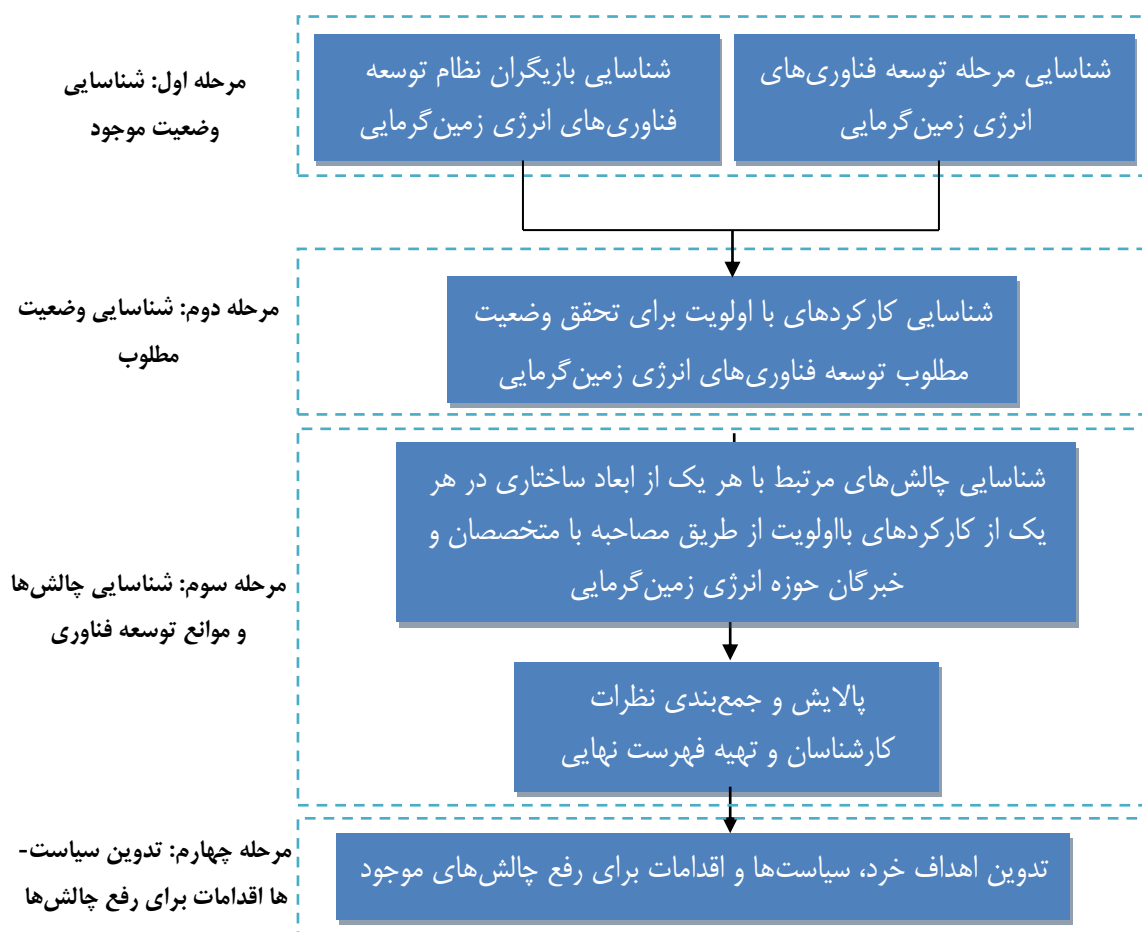 مرحله اول: شناسایی
وضعیت موجود
شناسایی مرحله توسعه فناوری‌های
انرژی زمین‌گرمایی
شناسایی بازیگران نظام توسعه
فناوری‌های انرژی زمین‌گرمایی
مرحله دوم: شناسایی وضعیت
مطلوب
شناسایی کارکردهای با اولویت برای تحقق وضعیت
مطلوب توسعه فناوری‌های انرژی زمین‌گرمایی
مرحله سوم: شناسایی چالش‌ها
و موانع توسعه فناوری
شناسایی چالش‌های مرتبط با هر یک از ابعاد ساختاری در هر
یک از کارکردهای بااولویت از طریق مصاحبه با متخصصان و
خبرگان حوزه انرژی زمین‌گرمایی
پالایش و جمع‌بندی نظرات
کارشناسان و تهیه فهرست نهایی
مرحله چهارم: تدوین سیاست-
ها اقدامات برای رفع چالش‌ها
تدوین اهداف خرد، سیاست‌ها و اقدامات برای رفع چالش‌های موجود